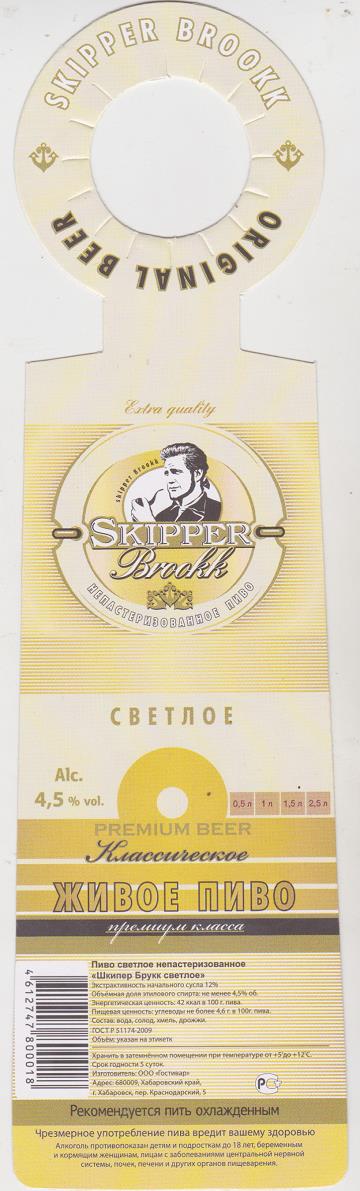 SKIPPER BROOKK
ORIGINAL BEER
Extra quality
skipper Brookk
SKIPPER
Brookk
НЕПАСТЕРИЗОВАННОЕ ПИВО
СВЕТЛОЕ
Alc.
4,5 % vol.
0,5 л 1 л 1,5 л 2,5 л
PREMIUM BEER
Классическое
ЖИВОЕ ПИВО
премиум класса
Пиво светлое непастеризованное
«Шкипер Брукк светлое»
Экстрактивность начального сусла 12%
Объёмная доля этилового спирта: не менее 4,5% об.
Энергетическая ценность: 42 ккал в 100 г. пива.
Пищевая ценность: углеводы не более 4,6 г. в 100г. пива.
Состав: вода, солод, хмель, дрожжи.
ГОСТ Р 51174-2009
Объём: указан на этикетк
Хранить в затемнённом помещении при температуре от +5°до +12°С.
Срок годности 5 суток.
Изготовитель: ООО «Гостивар»
Адрес: 680009, Хабаровский край,
г. Хабаровск, пер. Краснодарский, 5
4 612747 800018
РС
Рекомендуется пить охлажденным
Чрезмерное употребление пива вредит вашему здоровью
Алкоголь противопоказан детям и подросткам до 18 лет, беременным
и кормящим женщинам, лицам с заболеваниями центральной нервной
системы, почек, печени и других органов пищеварения.